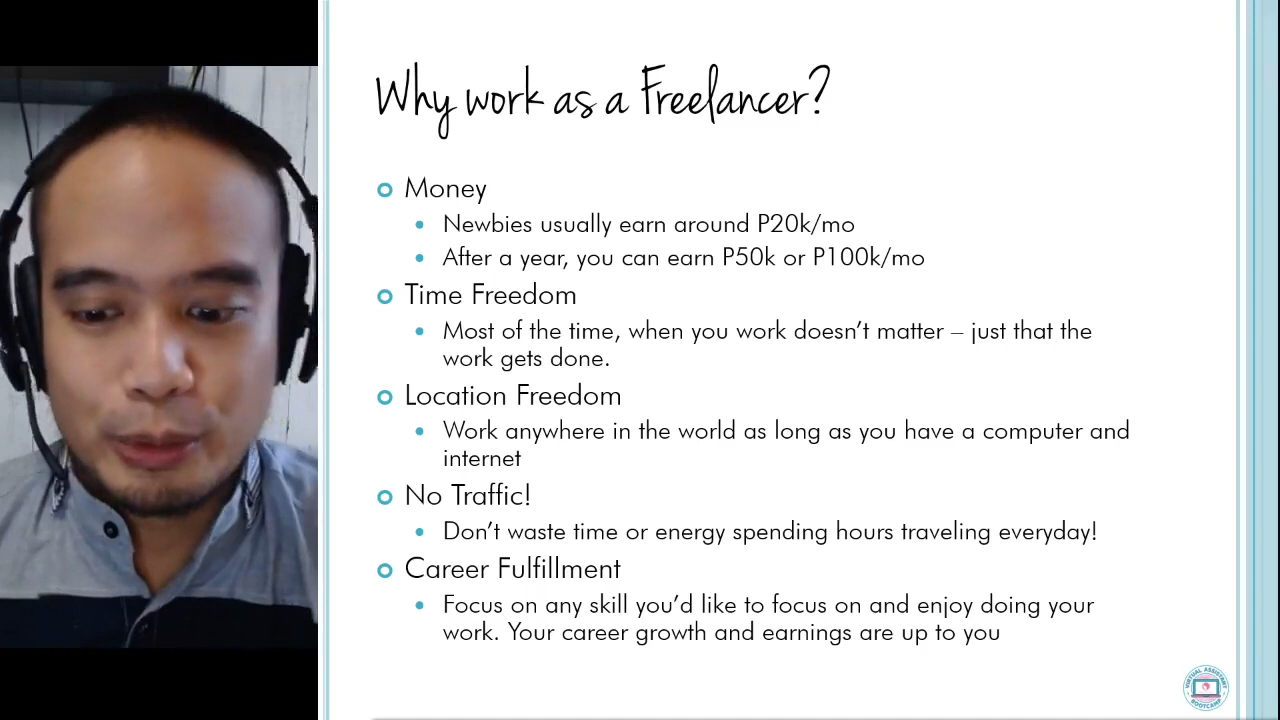 Why work as a Freelancer?
Money
Newbies usually earn around P20k/mo
After a year, you can earn P50k or P100k/mo
Time Freedom
Most of the time, when you work doesn't matter – just that the
work gets done.
Location Freedom
Work anywhere in the world as long as you have a computer and
internet
No Traffic!
Don't waste time or energy spending hours traveling everyday!
Career Fulfillment
Focus on any skill you'd like to focus on and enjoy doing your
work. Your career growth and earnings are up to you
VIRTUAL ASSISTANT
BOOTCAMP